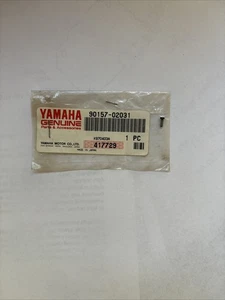 YAMAHA
GENUINE
Parts & Accessories
90157-02031
1 PC
YAMAHA MOTOR CO., LTD.
417729
MADE IN JAPAN